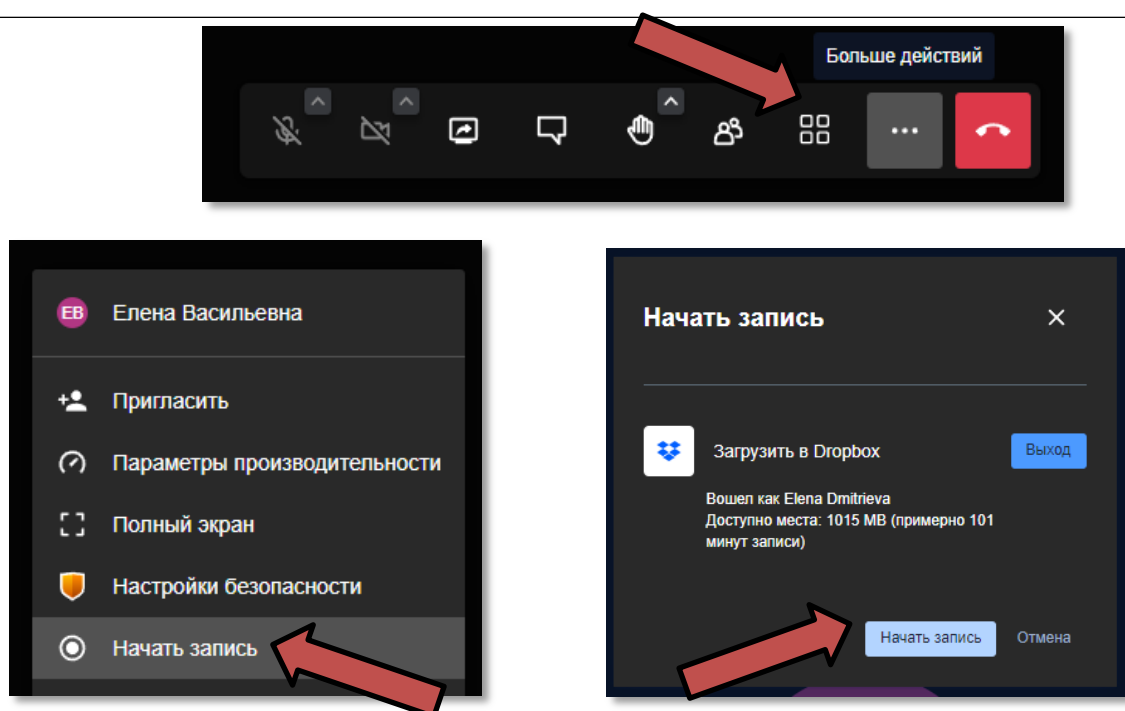 Больше действий
ЕВ
Елена Васильевна
Пригласить
Параметры производительности
Полный экран
Настройки безопасности
Начать запись
Начать запись
Загрузить в Dropbox
Выход
Вошел как Elena Dmitrieva
Доступно места: 1015 MB (примерно 101
минут записи)
Начать запись
Отмена